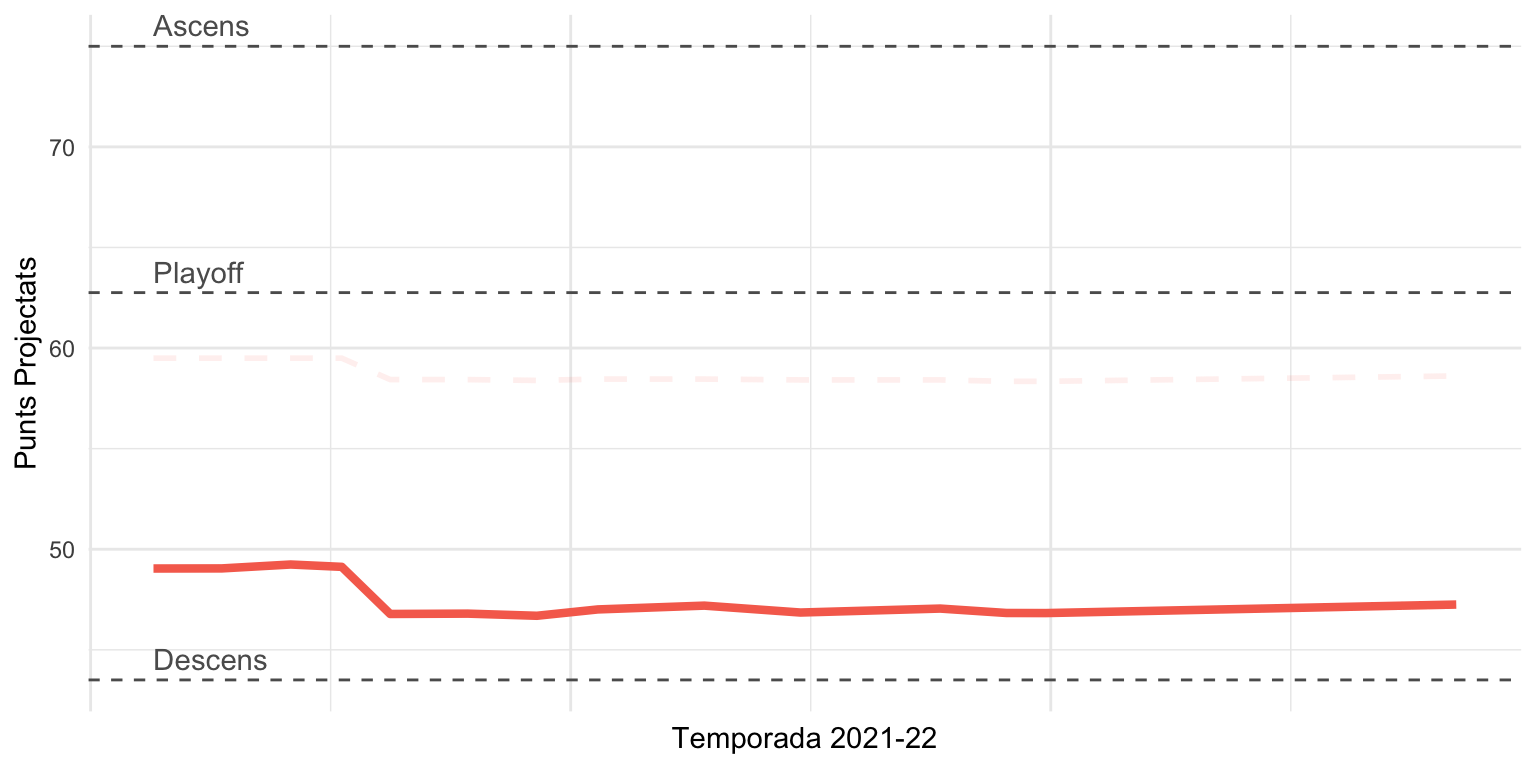 Ascens
70
Playoff
60
50
Descens
Punts Projectats
Temporada 2021-22